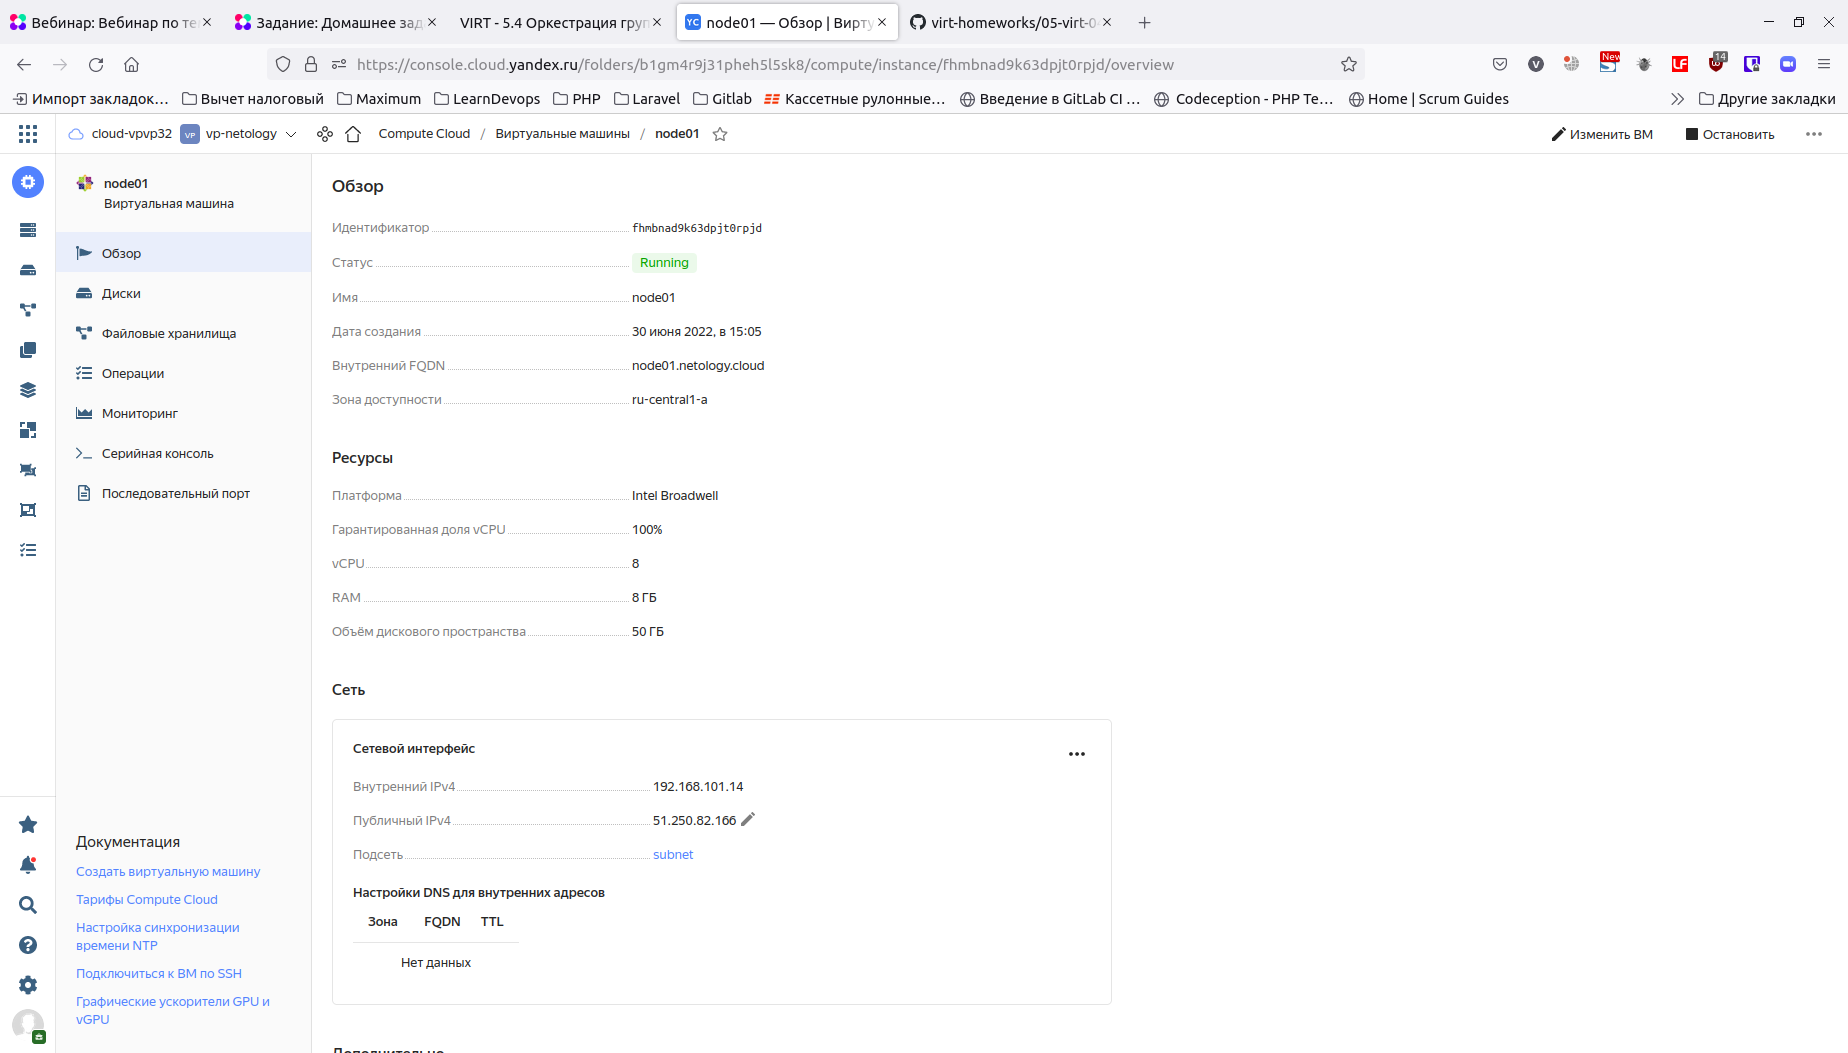 Вебинар: Вебинар по те
Задание: Домашнее зад
VIRT - 5.4 Оркестрация груп
YC node01 — Обзор | Вирту
virt-homeworks/05-virt-0
https://console.cloud.yandex.ru/folders/b1gm4r9j31pheh5l5sk8/compute/instance/fhmbnad9k63dpjt0rpjd/overview
V
New
LF
14
Импорт закладок…
Вычет налоговый
Maximum
LearnDevops
PHP
Laravel
Gitlab
Кассетные рулонные…
Введение в GitLab CI …
Codeception - PHP Te…
Home | Scrum Guides
Другие закладки
cloud-vpvp32
VP vp-netology
Compute Cloud / Виртуальные машины / node01
Изменить ВМ
Остановить
node01
Виртуальная машина
Обзор
Диски
Файловые хранилища
Операции
Мониторинг
Серийная консоль
Последовательный порт
Документация
Создать виртуальную машину
Тарифы Compute Cloud
Настройка синхронизации
времени NTP
Подключиться к ВМ по SSH
Графические ускорители GPU и
vGPU
Обзор
Идентификатор fhmbnad9k63dpjt0rpjd
Статус Running
Имя node01
Дата создания 30 июня 2022, в 15:05
Внутренний FQDN node01.netology.cloud
Зона доступности ru-central1-a
Ресурсы
Платформа Intel Broadwell
Гарантированная доля vCPU 100%
vCPU 8
RAM 8 ГБ
Объём дискового пространства 50 ГБ
Сеть
Сетевой интерфейс
Внутренний IPv4 192.168.101.14
Публичный IPv4 51.250.82.166
Подсеть subnet
Настройки DNS для внутренних адресов
Зона FQDN TTL
Нет данных
Дополнительно